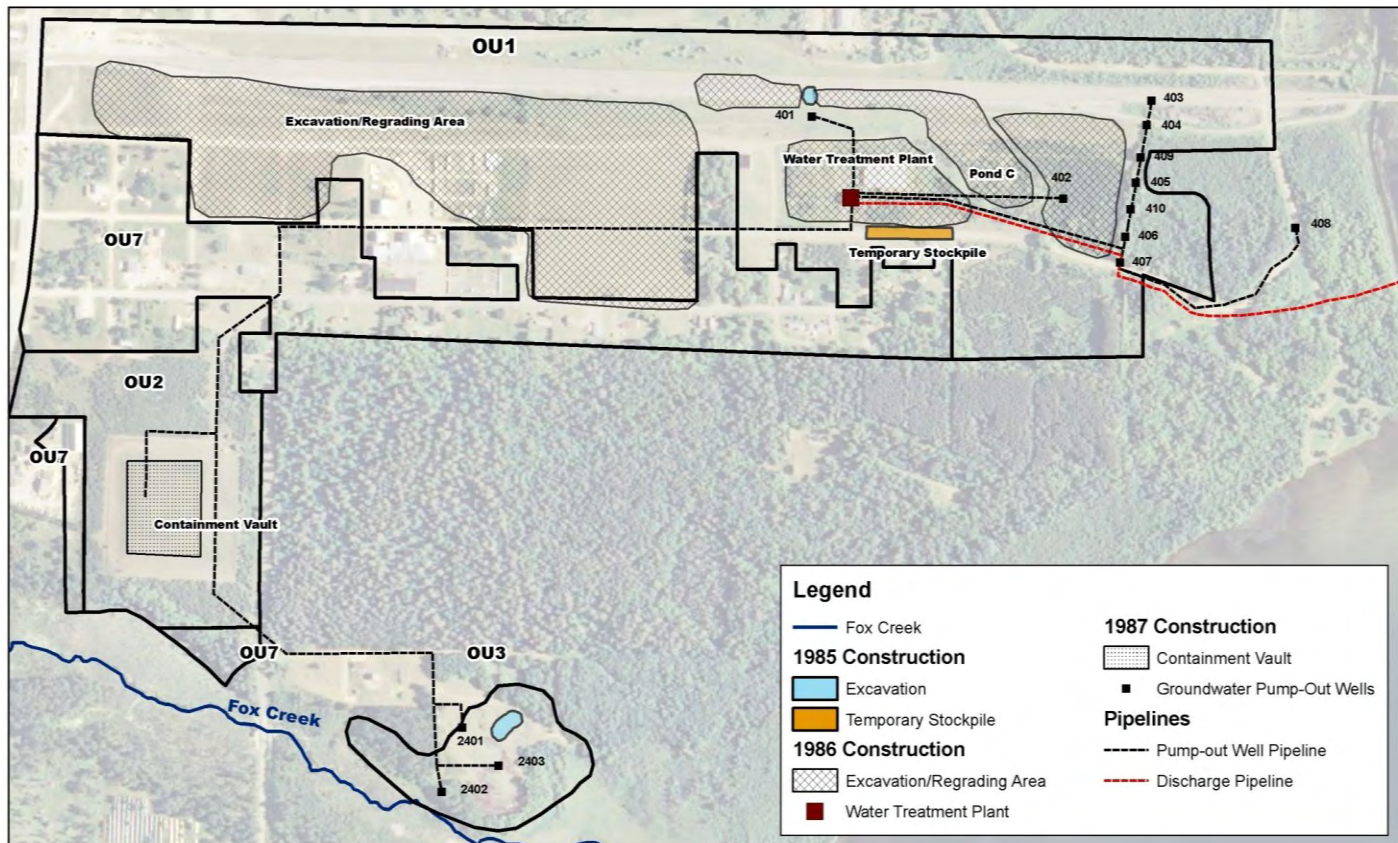 OU1
403
404
401
Excavation/Regrading Area
409
Water Treatment Plant
Pond C
402
405
410
408
OU7
406
Temporary Stockpile
407
OU2
OU7
Containment Vault
OU7
OU3
Fox Creek
2401
2403
2402
Legend
Fox Creek
1985 Construction
Excavation
Temporary Stockpile
1986 Construction
Excavation/Regrading Area
Water Treatment Plant
1987 Construction
Containment Vault
Groundwater Pump-Out Wells
Pipelines
Pump-out Well Pipeline
Discharge Pipeline